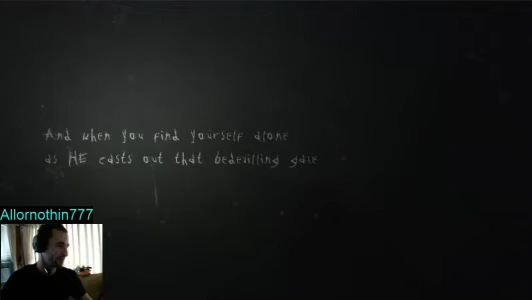 And when you find yourself alone
as HE casts out that bedevilling gaze
Allornothin777